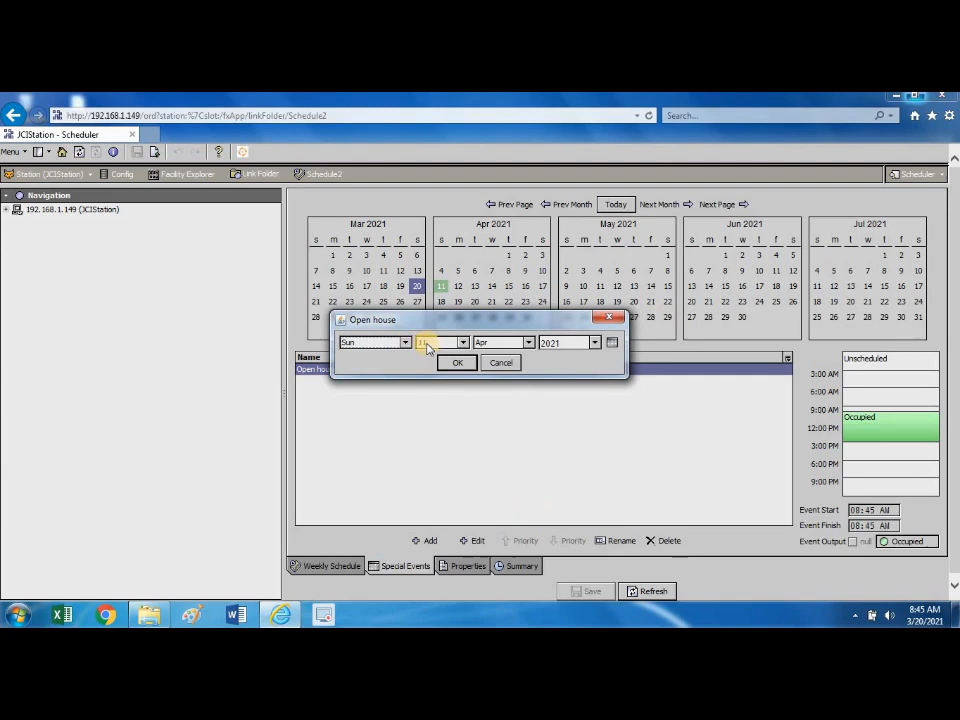 http://192.168.1.149/ord?station:%7Cslot:/fxApp/linkFolder/Schedule2
Search...
JCIStation - Scheduler
Menu
Station (JCIStation)
Config
Facility Explorer
Link Folder
Schedule2
Scheduler
Navigation
192.168.1.149 (JCIStation)
Prev Page Prev Month Today Next Month Next Page
Mar 2021 Apr 2021 May 2021 Jun 2021 Jul 2021
s m t w t f s s m t w t f s s m t w t f s s m t w t f s s m t w t f s
1 2 3 4 5 6 1 2 3 1 1 2 3 4 5 1 2 3
7 8 9 10 11 12 13 4 5 6 7 8 9 10 2 3 4 5 6 7 8 6 7 8 9 10 11 12 4 5 6 7 8 9 10
14 15 16 17 18 19 20 11 12 13 14 15 16 17 9 10 11 12 13 14 15 13 14 15 16 17 18 19 11 12 13 14 15 16 17
21 22 23 24 25 26 27 18 19 20 21 22 23 24 16 17 18 19 20 21 22 20 21 22 23 24 25 26 18 19 20 21 22 23 24
28 27 28 29 30 25 26 27 28 29 30 31
Open house
Sun 11 Apr 2021
OK Cancel
Name
Open hou
Unscheduled
3:00 AM
6:00 AM
9:00 AM
Occupied
12:00 PM
3:00 PM
6:00 PM
9:00 PM
Event Start 08:45 AM
Event Finish 08:45 AM
Event Output null Occupied
Add Edit Priority Priority Rename Delete
Weekly Schedule Special Events Properties Summary
Save Refresh
8:45 AM
3/20/2021